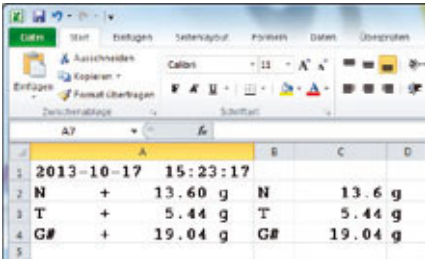 Datei Start Einfügen Seitenlayout Formeln Daten Überprüfen
Ausschneiden
Kopieren
Einfügen
Format übertragen
Calibri 11 A A
F K U A
Zwischenablage
Schriftart
A7 fx
A B C D
1 2013-10-17 15:23:17
2 N + 13.60 g N 13.6 g
3 T + 5.44 g T 5.44 g
4 G# + 19.04 g G# 19.04 g
5